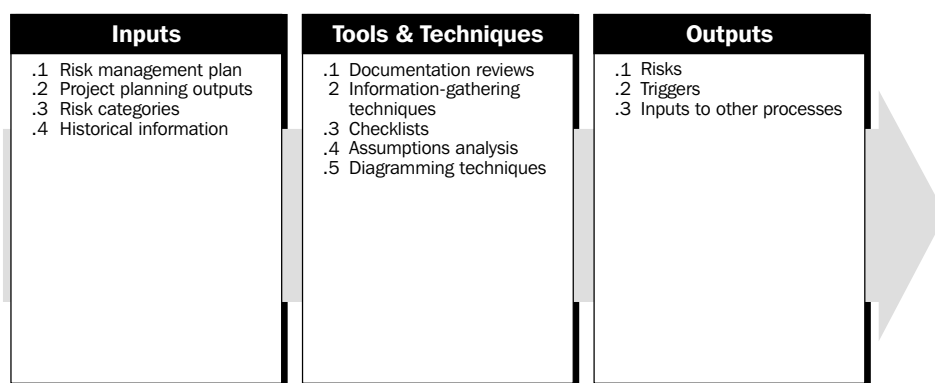 Inputs
.1 Risk management plan
.2 Project planning outputs
.3 Risk categories
.4 Historical information
Tools & Techniques
.1 Documentation reviews
2 Information-gathering
techniques
.3 Checklists
.4 Assumptions analysis
.5 Diagramming techniques
Outputs
.1 Risks
.2 Triggers
.3 Inputs to other processes